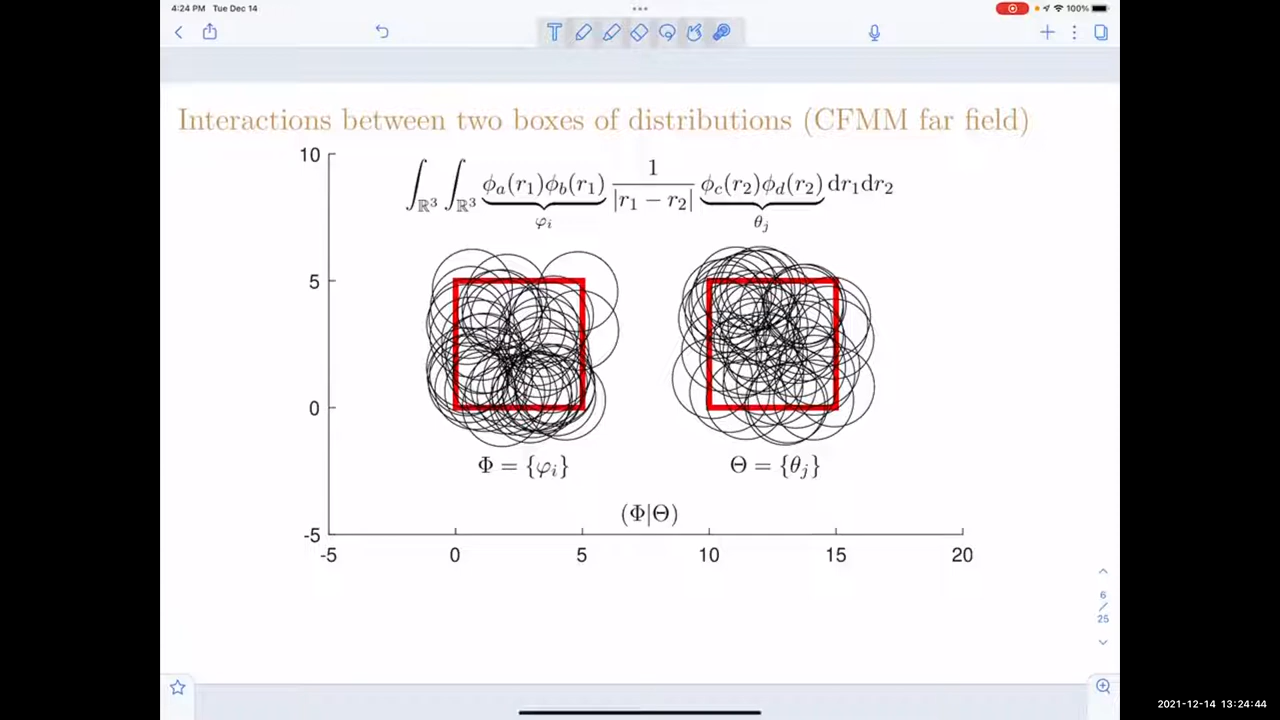 4:24 PM Tue Dec 14
100%
Interactions between two boxes of distributions (CFMM far field)
10
∫_{ℝ³} ∫_{ℝ³} ϕ_a(r_1)ϕ_b(r_1) 1/|r_1 − r_2| ϕ_c(r_2)ϕ_d(r_2) dr_1dr_2
φ_i θ_j
5
0
Φ = {φ_i} Θ = {θ_j}
(Φ|Θ)
-5
-5 0 5 10 15 20
6
/
25
2021-12-14 13:24:44